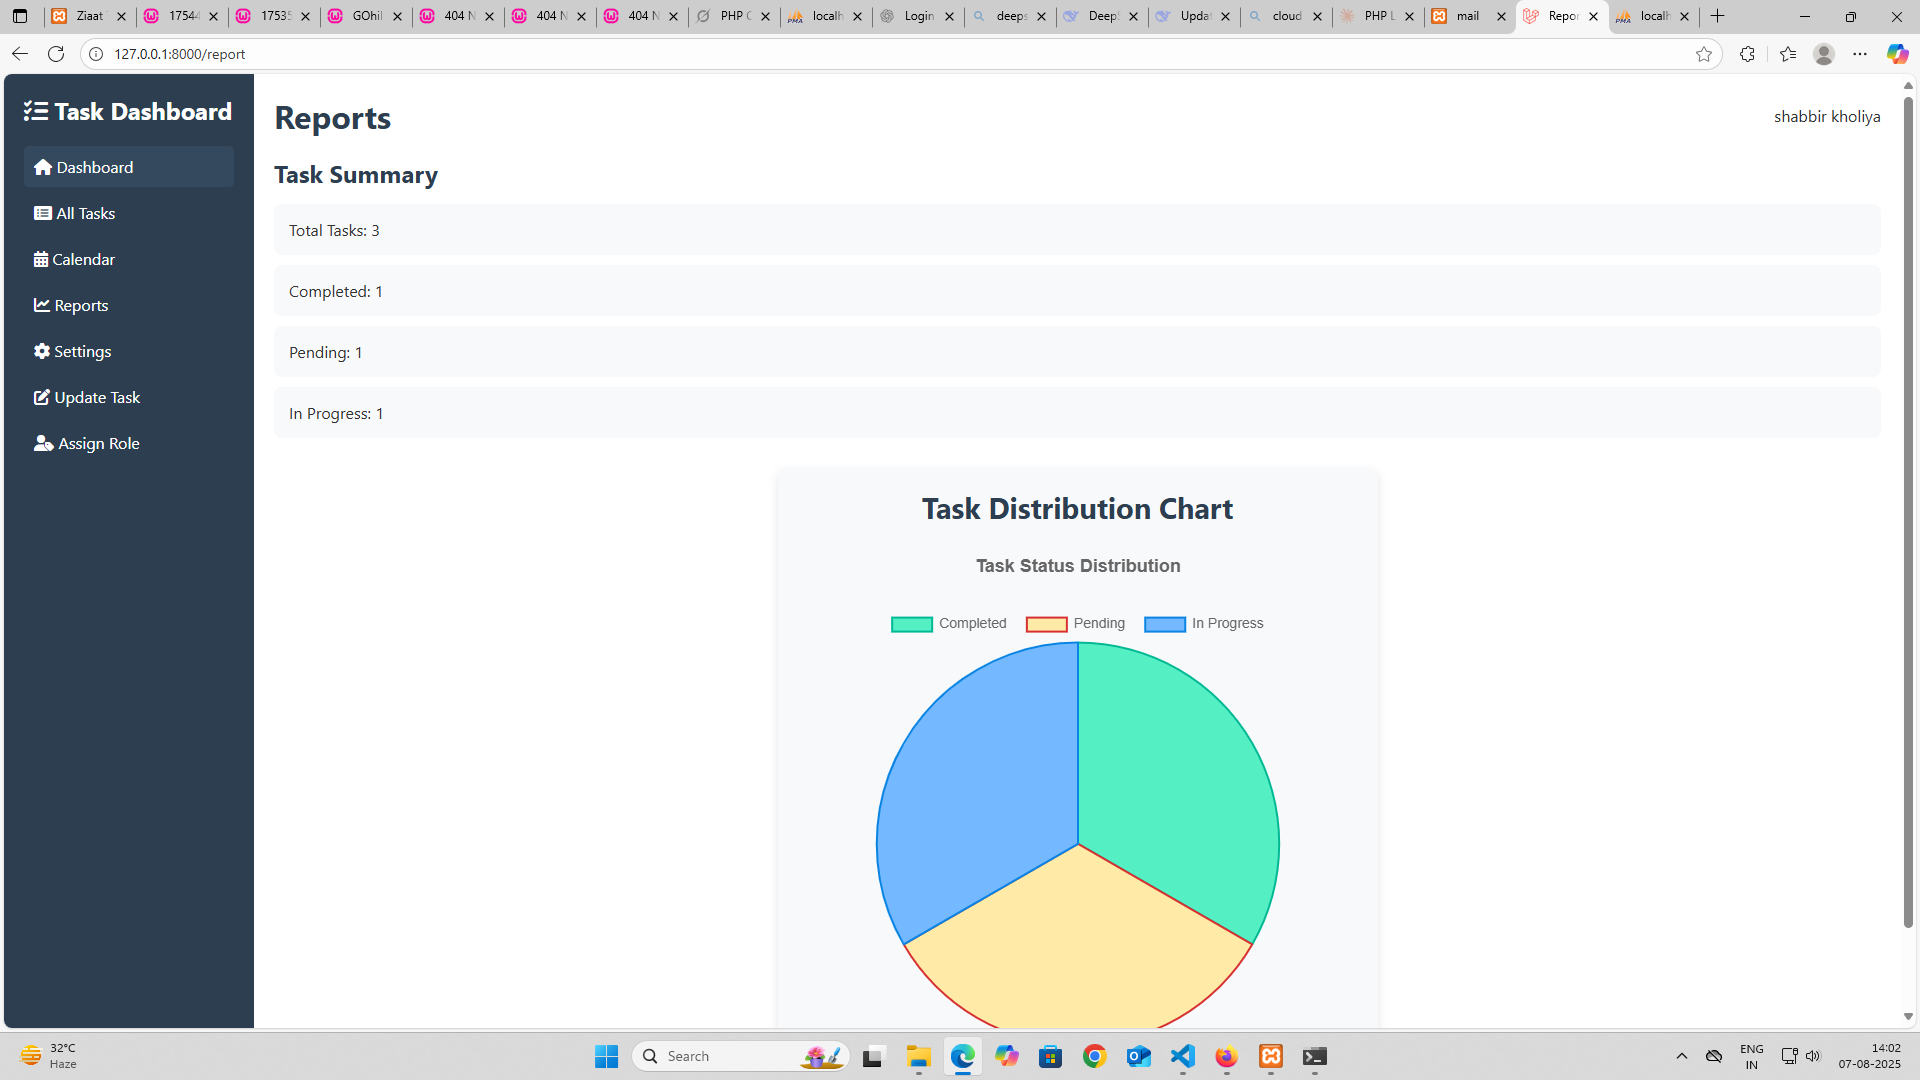 Ziaat
1754
1753
GOhil
404 N
404 N
404 N
PHP C
localh
Login
deeps
Deep
Updat
cloud
PHP L
mail
Repor
localh
127.0.0.1:8000/report
Task Dashboard
Reports
shabbir kholiya
Dashboard
All Tasks
Calendar
Reports
Settings
Update Task
Assign Role
Task Summary
Total Tasks: 3
Completed: 1
Pending: 1
In Progress: 1
Task Distribution Chart
Task Status Distribution
Completed Pending In Progress
32°C
Haze
Search
ENG
IN
14:02
07-08-2025